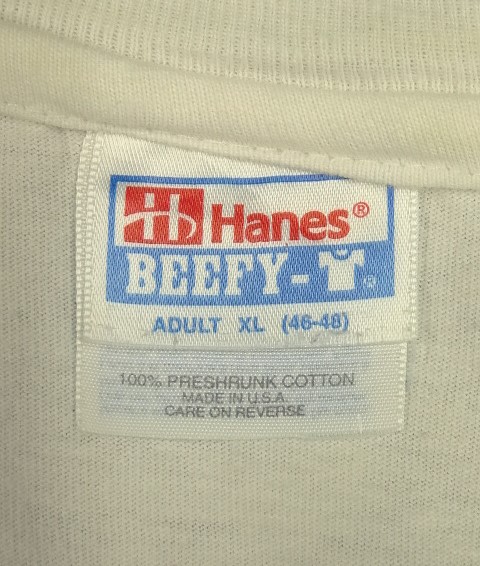 Hanes®
BEEFY-T®
ADULT XL (46-48)
100% PRESHRUNK COTTON
MADE IN U.S.A.
CARE ON REVERSE